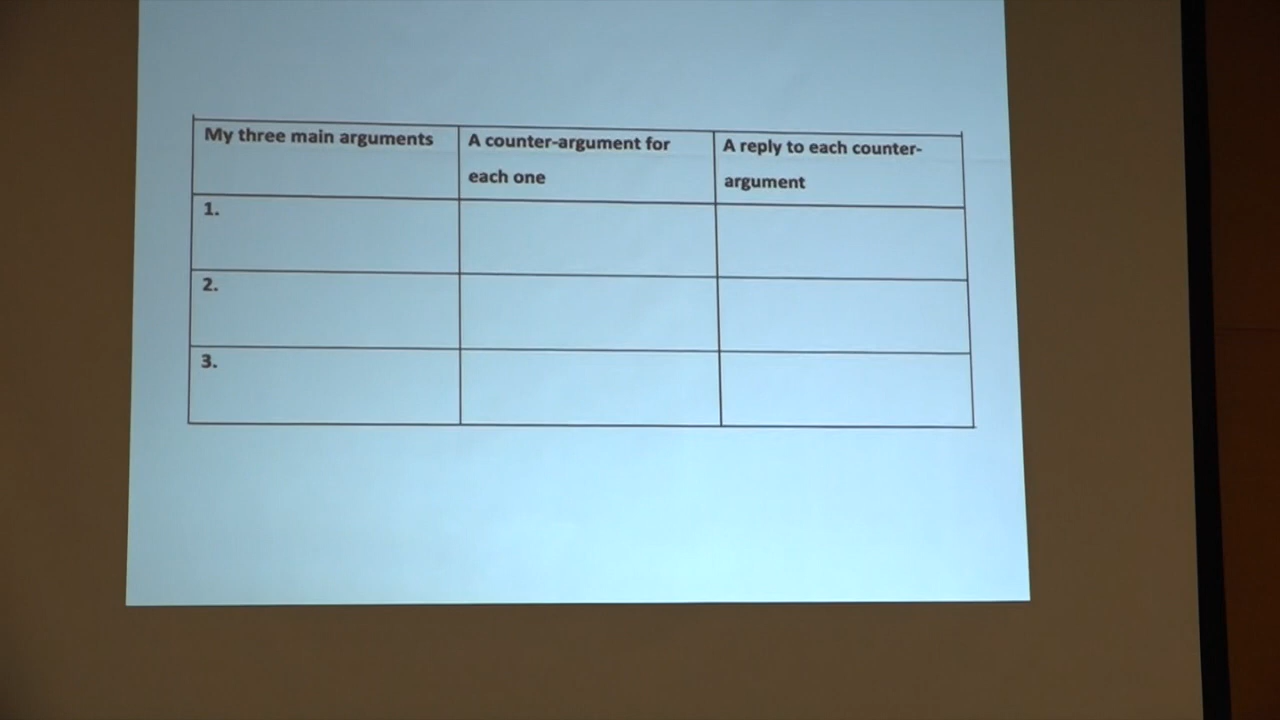 My three main arguments
A counter-argument for
each one
A reply to each counter-
argument
1.
2.
3.